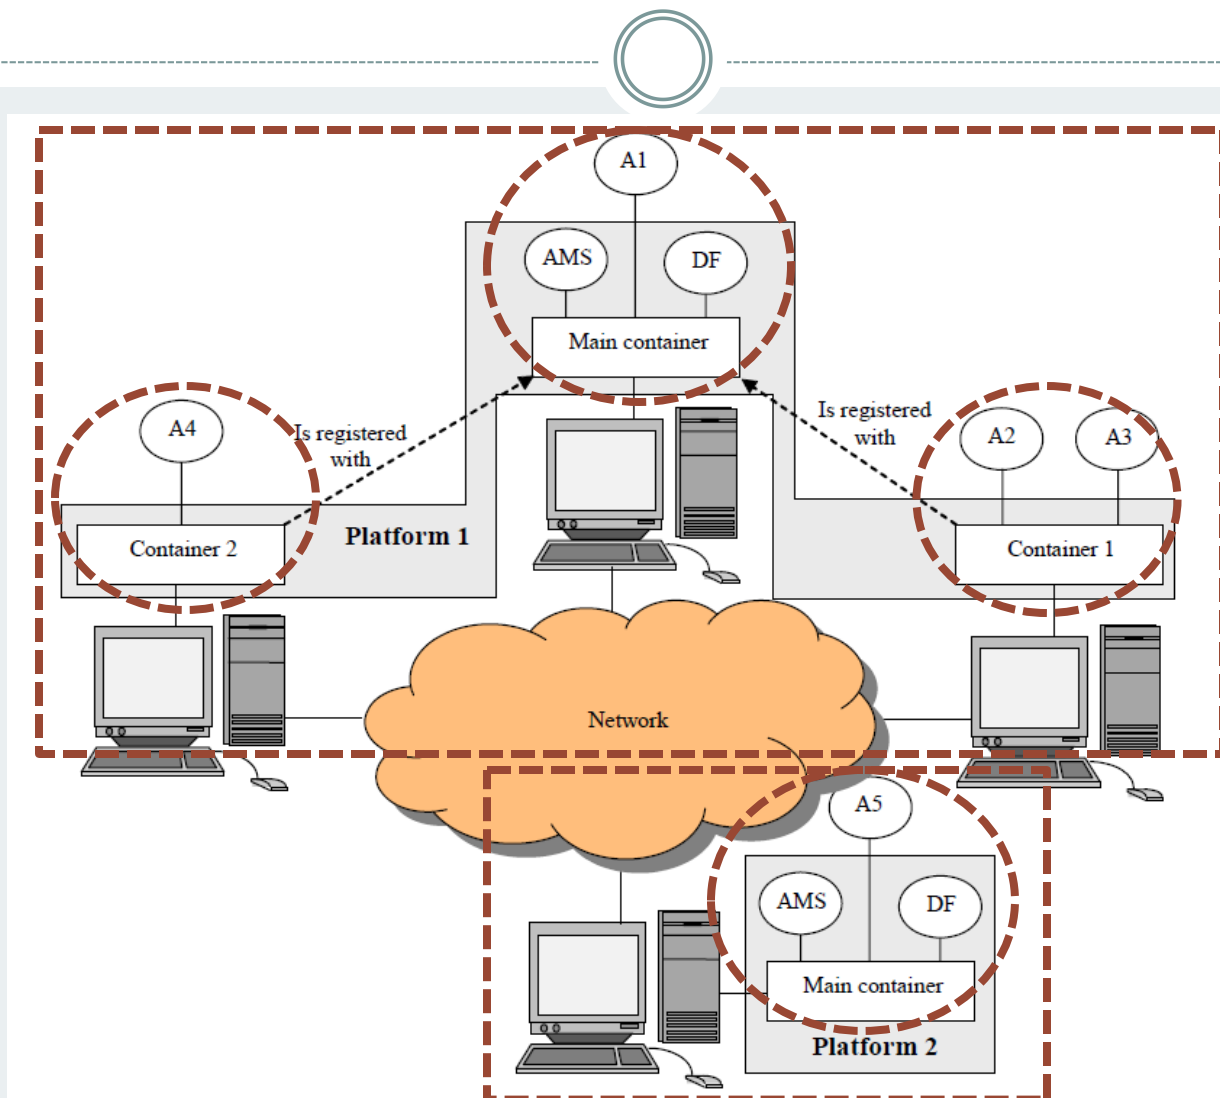 A1
AMS
DF
Main container
A4
Is registered
with
Is registered
with
A2
A3
Container 2
Platform 1
Container 1
Network
A5
AMS
DF
Main container
Platform 2